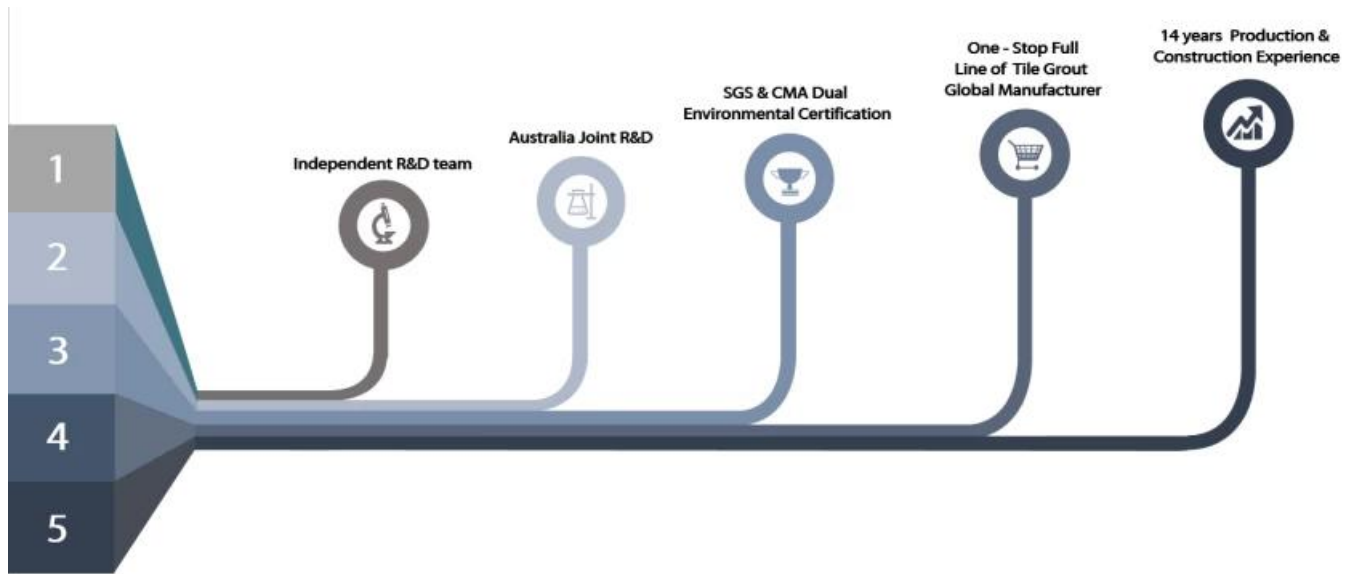 1
2
3
4
5
Independent R&D team
Australia Joint R&D
SGS & CMA Dual
Environmental Certification
One - Stop Full
Line of Tile Grout
Global Manufacturer
14 years Production &
Construction Experience